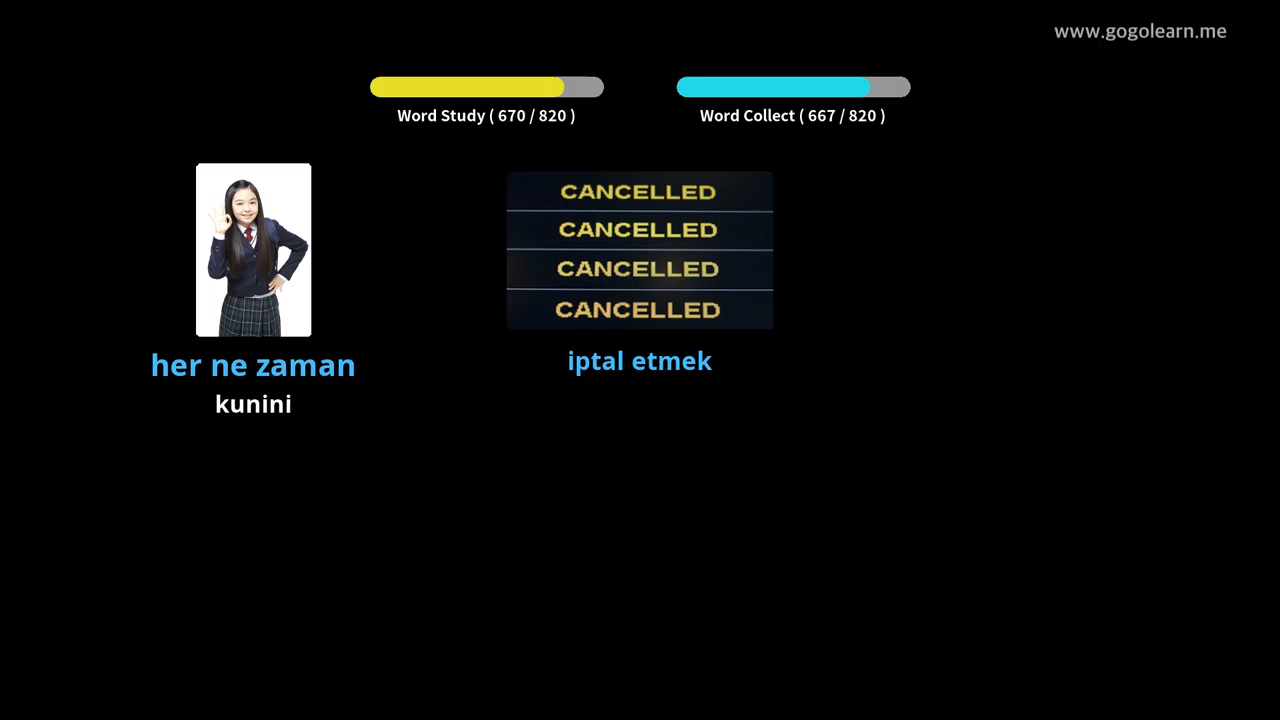 www.gogolearn.me
Word Study ( 670 / 820 )
Word Collect ( 667 / 820 )
CANCELLED
CANCELLED
CANCELLED
CANCELLED
her ne zaman
kunini
iptal etmek